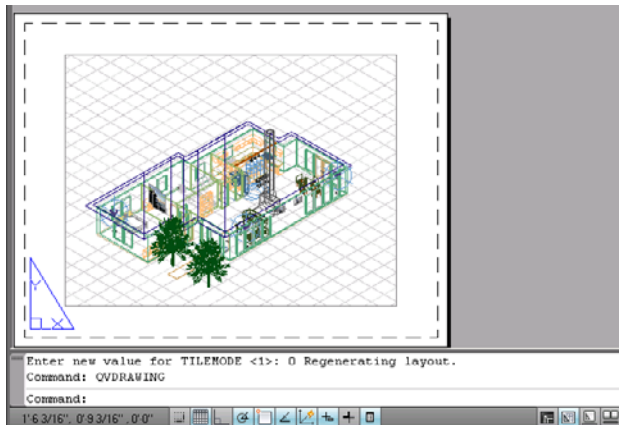 Y
X
Enter new value for TILEMODE <1>: 0 Regenerating layout.
Command: QVDRAWING
Command:
1'6 3/16", 0'9 3/16", 0'0"